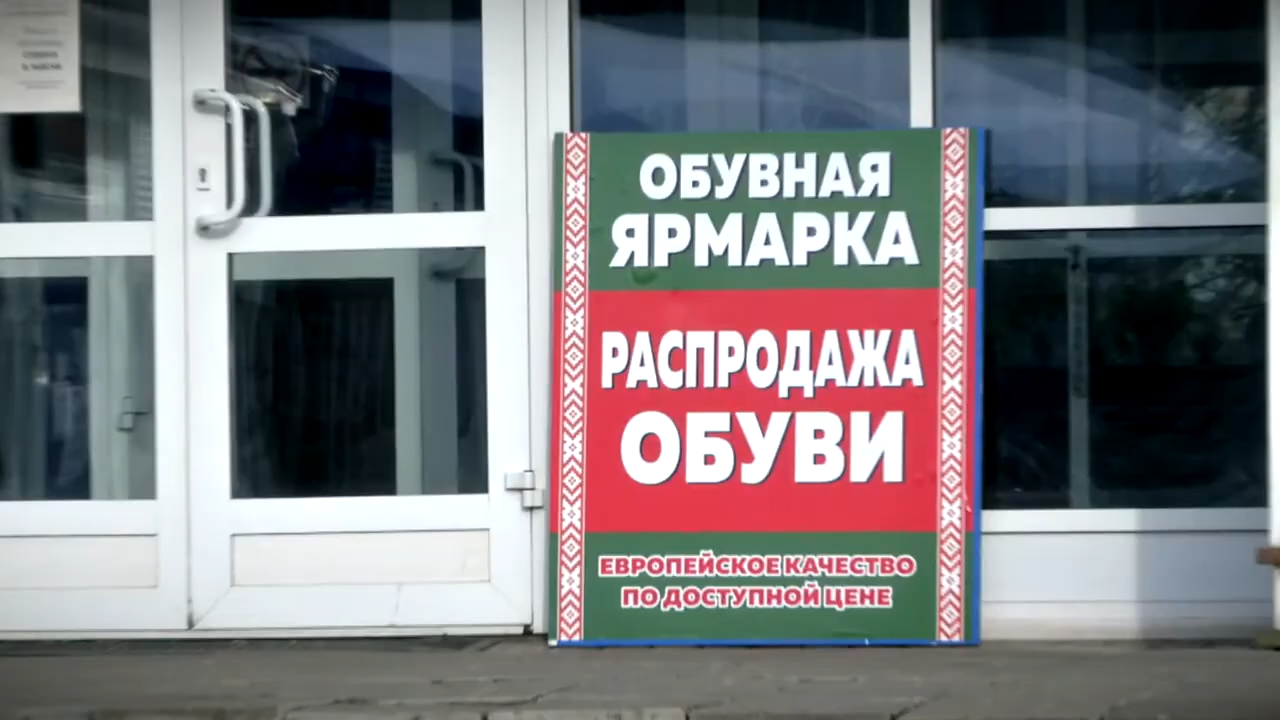 ОБУВНАЯ
ЯРМАРКА
РАСПРОДАЖА
ОБУВИ
ЕВРОПЕЙСКОЕ КАЧЕСТВО
ПО ДОСТУПНОЙ ЦЕНЕ